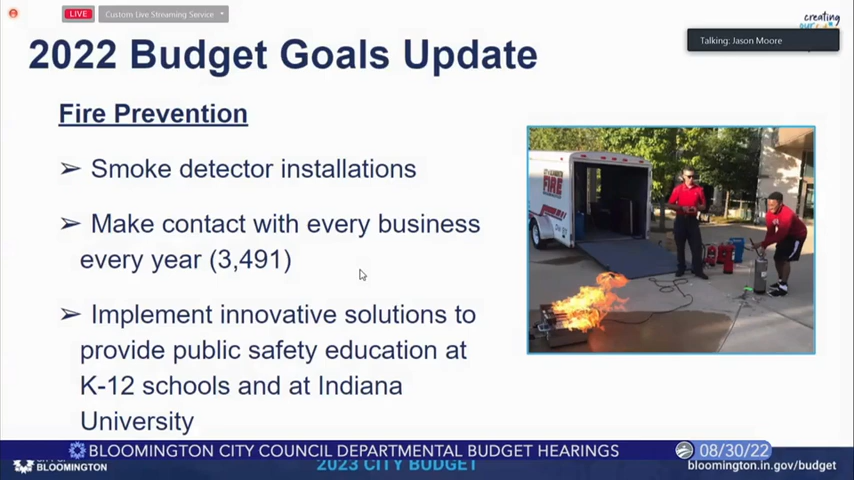 LIVE
Custom Live Streaming Service
creating
Talking: Jason Moore
2022 Budget Goals Update
Fire Prevention
➢ Smoke detector installations
➢ Make contact with every business
every year (3,491)
➢ Implement innovative solutions to
provide public safety education at
K-12 schools and at Indiana
University
FIRE
BLOOMINGTON CITY COUNCIL DEPARTMENTAL BUDGET HEARINGS
08/30/22
BLOOMINGTON
2023 CITY BUDGET
bloomington.in.gov/budget